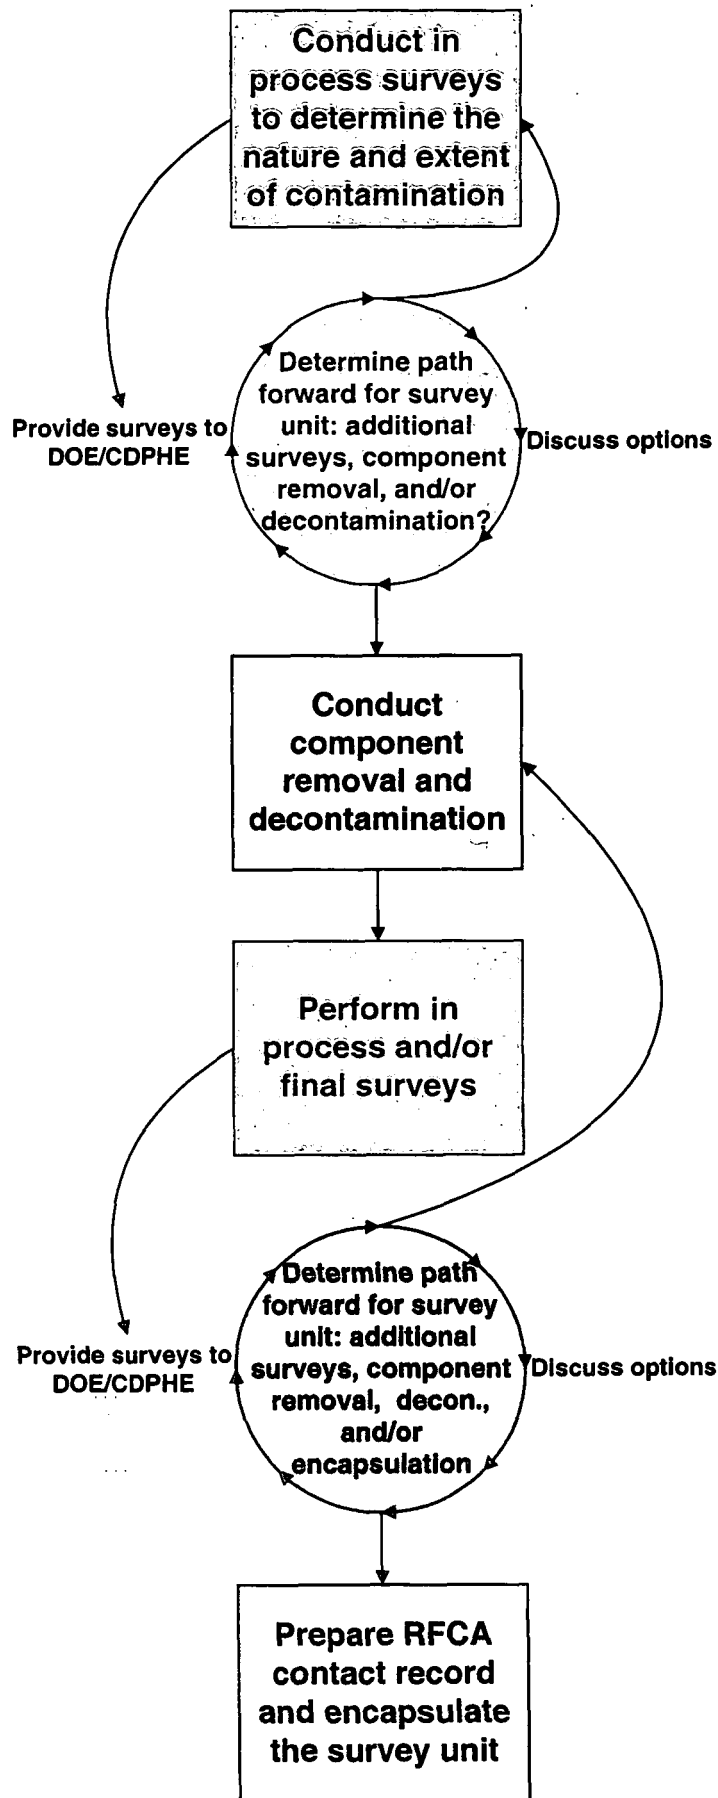 Conduct in
process surveys
to determine the
nature and extent
of contamination
Determine path
forward for survey
unit: additional
surveys, component
removal, and/or
decontamination?
Provide surveys to
DOE/CDPHE
Discuss options
Conduct
component
removal and
decontamination
Perform in
process and/or
final surveys
Determine path
forward for survey
unit: additional
surveys, component
removal, decon.,
and/or
encapsulation
Provide surveys to
DOE/CDPHE
Discuss options
Prepare RFCA
contact record
and encapsulate
the survey unit